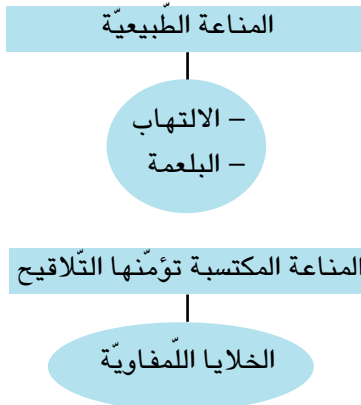 المناعة الطّبيعيّة
– الالتهاب
– البلعمة
المناعة المكتسبة تؤمّنها التّلاقيح
الخلايا اللّمفاويّة